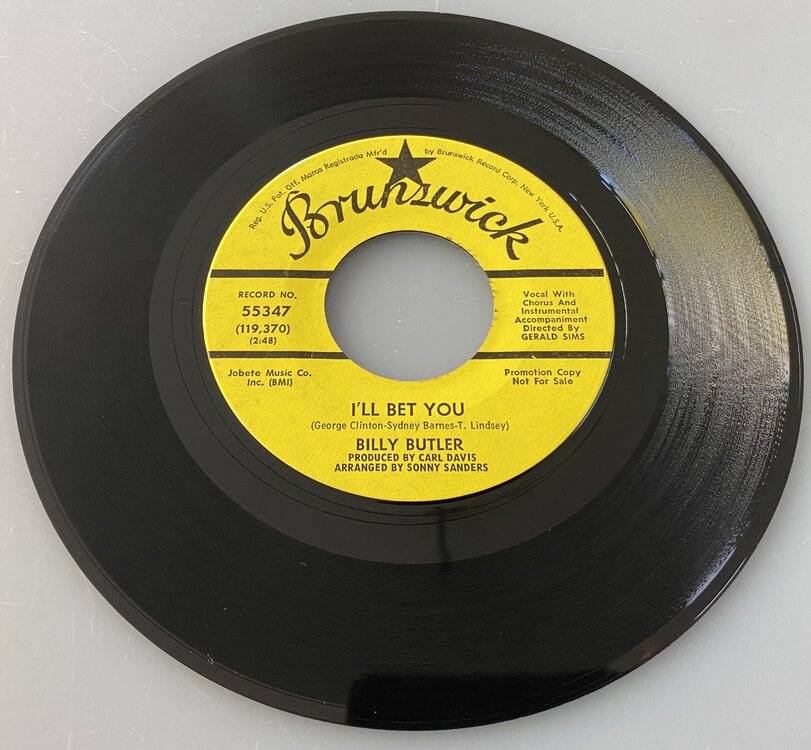 Reg. U.S. Pat. Off. Marca Registrada Mfr'd by Brunswick Record Corp. New York U.S.A.
Brunswick
RECORD NO.
55347
(119,370)
(2:48)
Vocal With
Chorus And
Instrumental
Accompaniment
Directed By
GERALD SIMS
Jobete Music Co.
Inc. (BMI)
Promotion Copy
Not For Sale
I'LL BET YOU
(George Clinton-Sydney Barnes-T. Lindsey)
BILLY BUTLER
PRODUCED BY CARL DAVIS
ARRANGED BY SONNY SANDERS